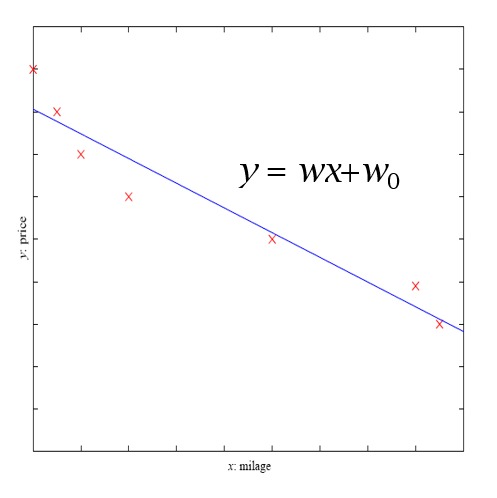 y = wx+w₀
y: price
x: milage